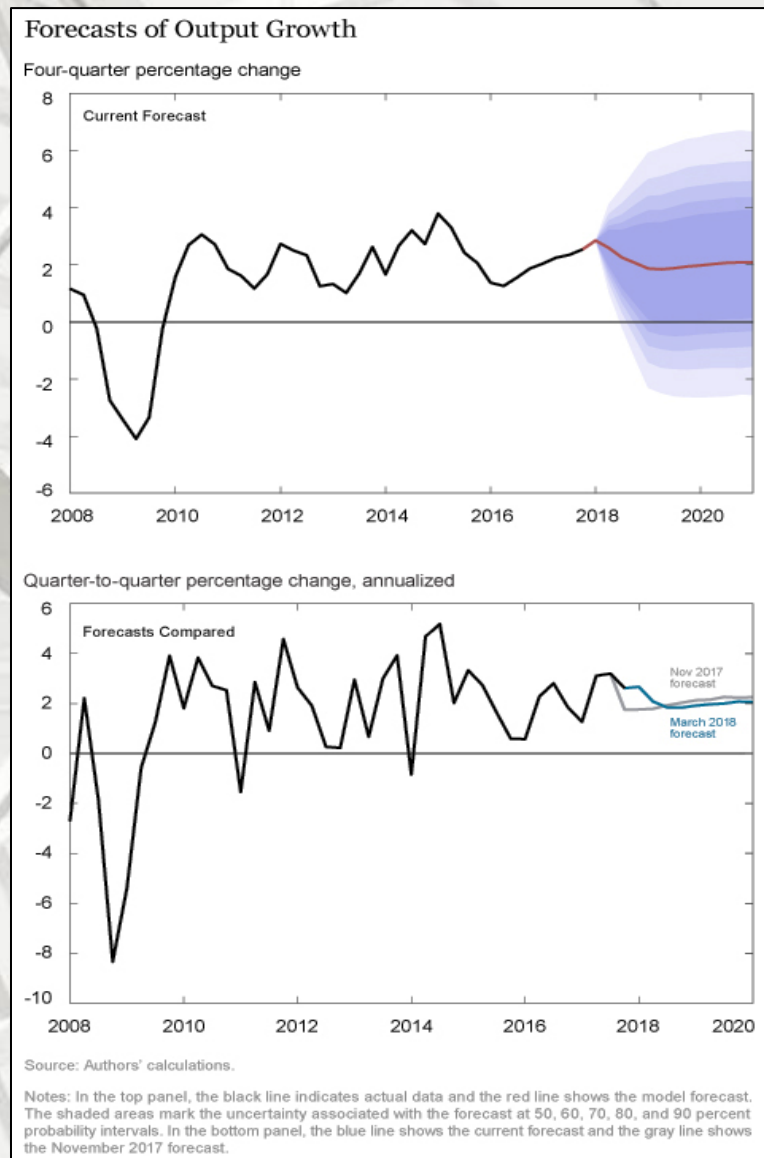 Forecasts of Output Growth
Four-quarter percentage change
8
Current Forecast
6
4
2
0
-2
-4
-6
2008 2010 2012 2014 2016 2018 2020
Quarter-to-quarter percentage change, annualized
6
Forecasts Compared
4
Nov 2017
forecast
2
March 2018
forecast
0
-2
-4
-6
-8
-10
2008 2010 2012 2014 2016 2018 2020
Source: Authors' calculations.
Notes: In the top panel, the black line indicates actual data and the red line shows the model forecast.
The shaded areas mark the uncertainty associated with the forecast at 50, 60, 70, 80, and 90 percent
probability intervals. In the bottom panel, the blue line shows the current forecast and the gray line shows
the November 2017 forecast.